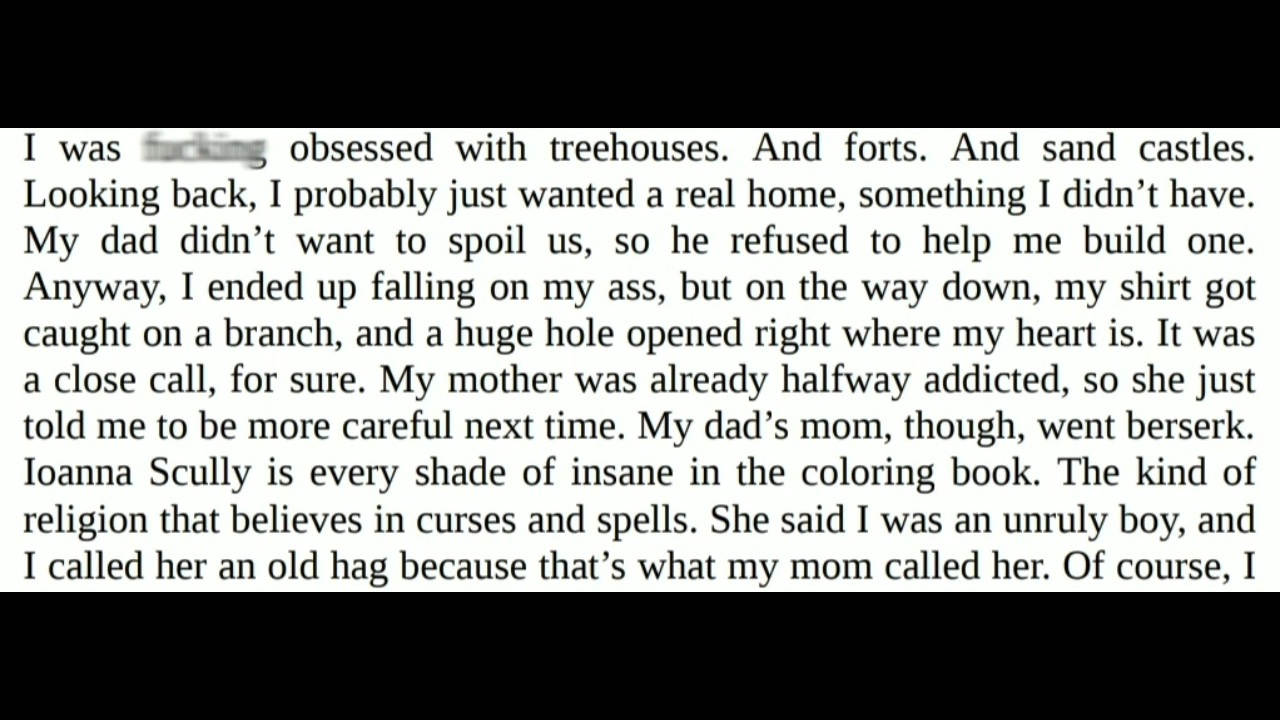 I was obsessed with treehouses. And forts. And sand castles.
Looking back, I probably just wanted a real home, something I didn’t have.
My dad didn’t want to spoil us, so he refused to help me build one.
Anyway, I ended up falling on my ass, but on the way down, my shirt got
caught on a branch, and a huge hole opened right where my heart is. It was
a close call, for sure. My mother was already halfway addicted, so she just
told me to be more careful next time. My dad’s mom, though, went berserk.
Ioanna Scully is every shade of insane in the coloring book. The kind of
religion that believes in curses and spells. She said I was an unruly boy, and
I called her an old hag because that’s what my mom called her. Of course, I